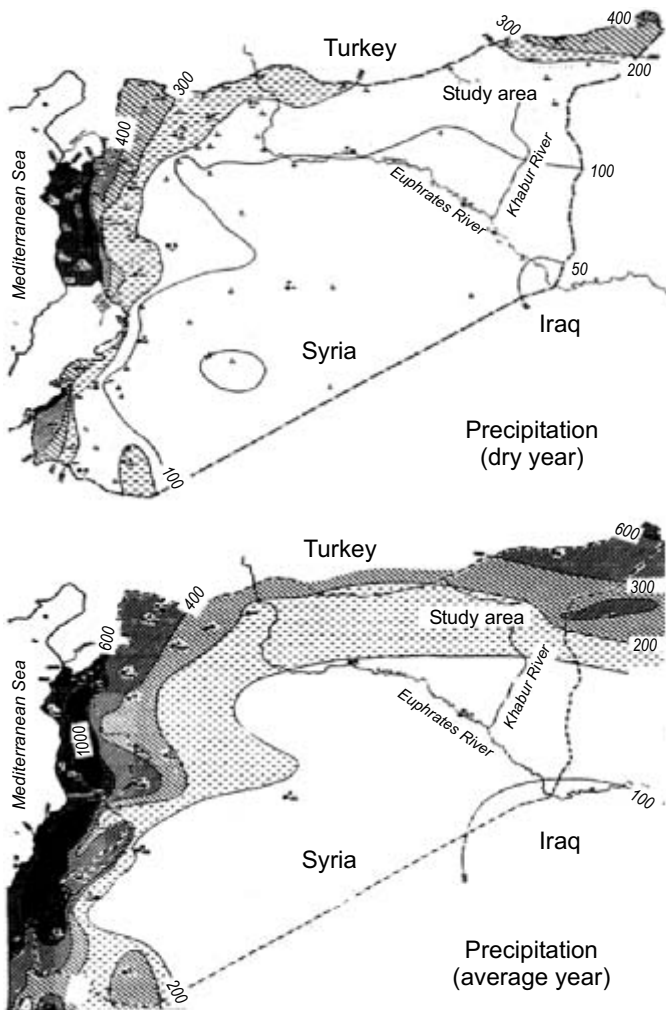 400
300
Turkey
200
300
Study area
400
Mediterranean Sea
Khabur River
100
Euphrates River
50
Iraq
Syria
Precipitation
(dry year)
100
600
Turkey
400
300
600
Study area
200
Mediterranean Sea
Khabur River
Euphrates River
1000
100
Iraq
Syria
Precipitation
(average year)
200